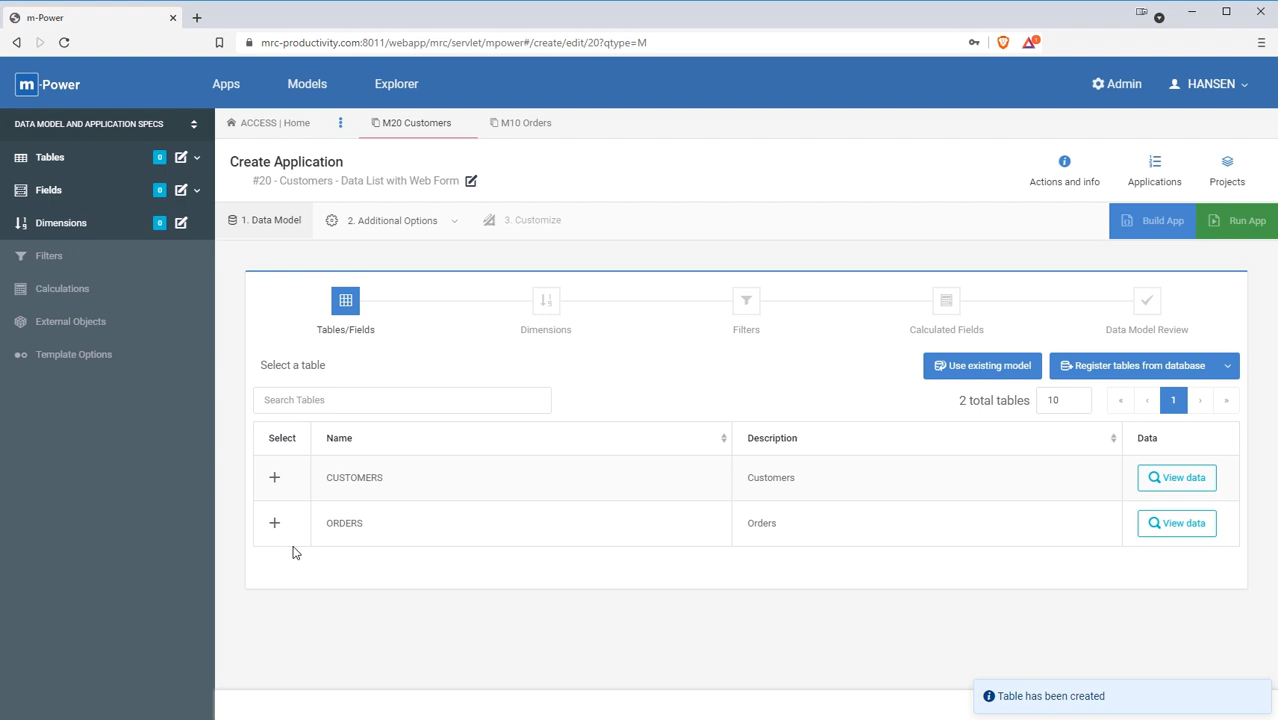 m-Power
mrc-productivity.com:8011/webapp/mrc/servlet/mpower#/create/edit/20?qtype=M
m-Power Apps Models Explorer Admin HANSEN
DATA MODEL AND APPLICATION SPECS
ACCESS | Home M20 Customers M10 Orders
Tables 0
Fields 0
Dimensions 0
Filters
Calculations
External Objects
Template Options
Create Application
#20 - Customers - Data List with Web Form
Actions and info Applications Projects
1. Data Model 2. Additional Options 3. Customize Build App Run App
Tables/Fields Dimensions Filters Calculated Fields Data Model Review
Select a table Use existing model Register tables from database
Search Tables 2 total tables 10 « ‹ 1 › »
Select Name Description Data
+ CUSTOMERS Customers View data
+ ORDERS Orders View data
Table has been created